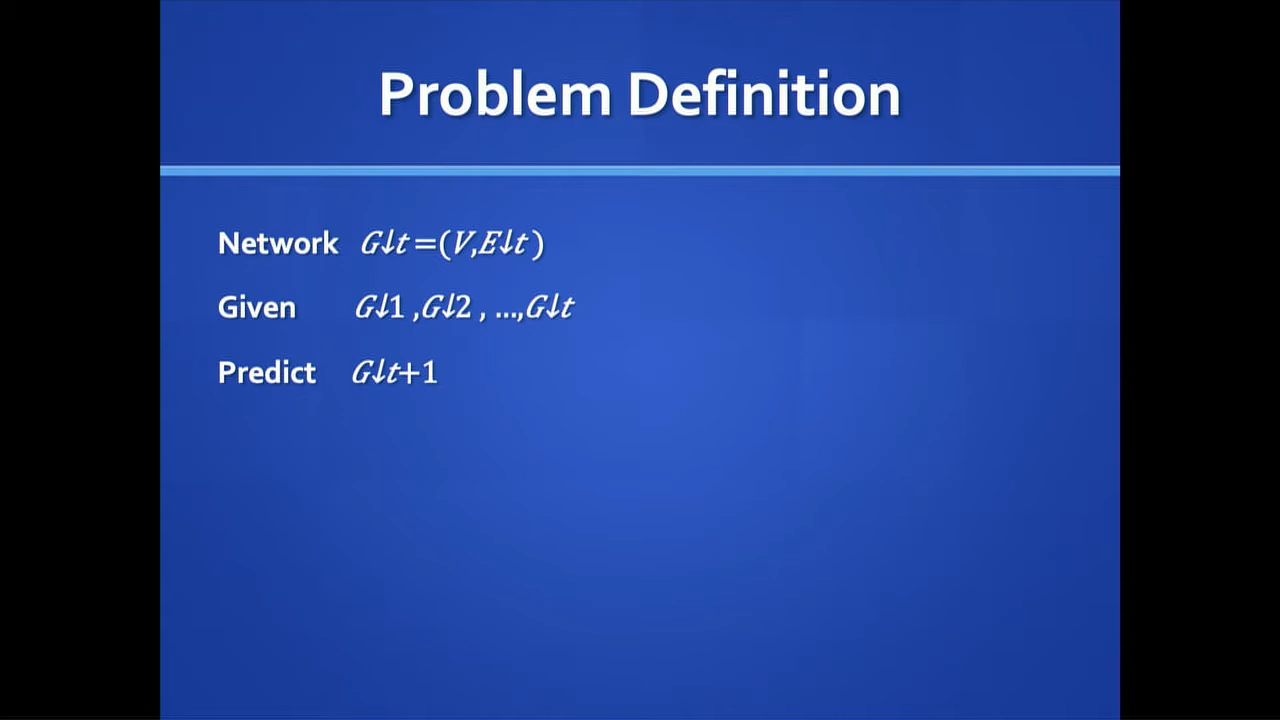 Problem Definition
Network G↓t=(V,E↓t)
Given G↓1 ,G↓2 , …,G↓t
Predict G↓t+1